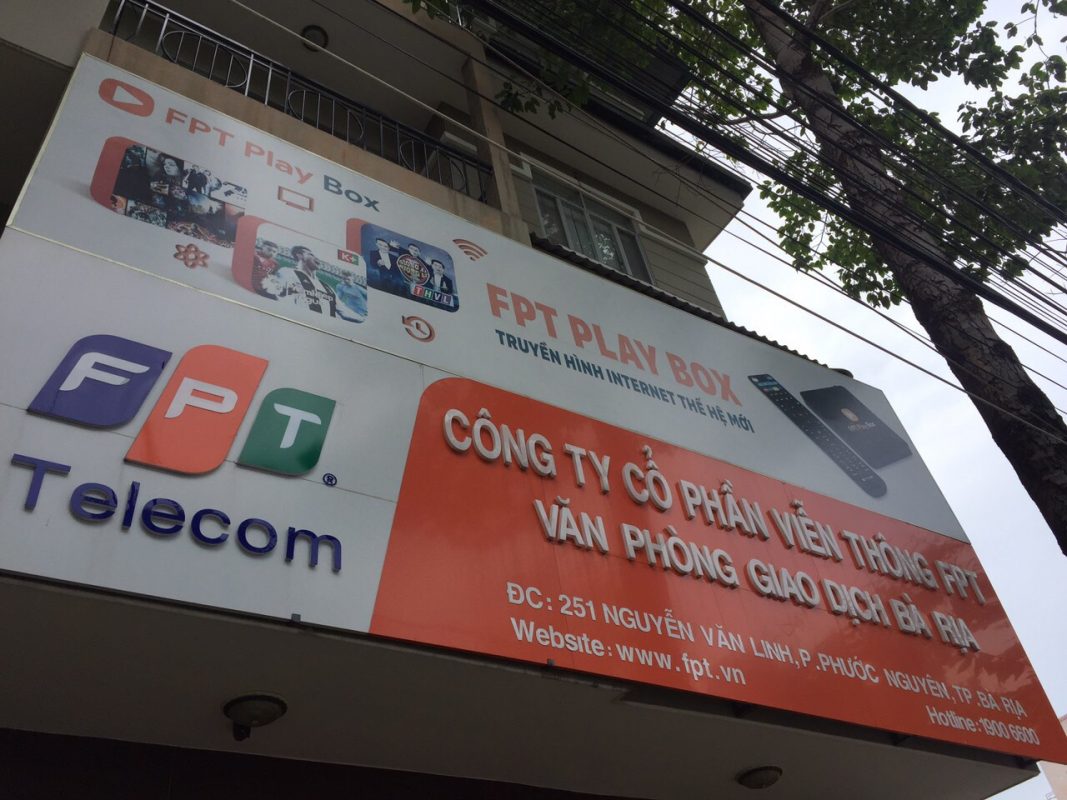 FPT Play Box
K+
THVL
FPT PLAY BOX
TRUYỀN HÌNH INTERNET THẾ HỆ MỚI
FPT
Telecom
®
CÔNG TY CỔ PHẦN VIỄN THÔNG FPT
VĂN PHÒNG GIAO DỊCH BÀ RỊA
ĐC: 251 NGUYỄN VĂN LINH, P.PHƯỚC NGUYÊN, TP.BÀ RỊA
Website: www.fpt.vn
Hotline: 1900 6600